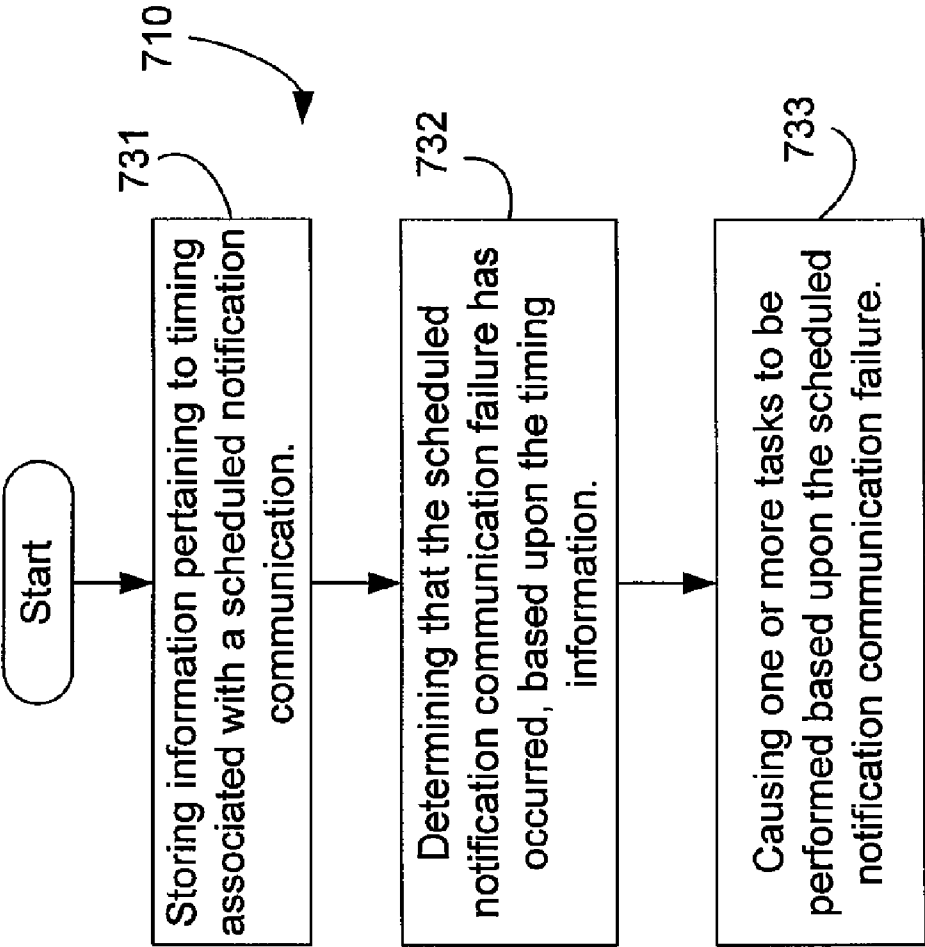 Start
710
731
Storing information pertaining to timing
associated with a scheduled notification
communication.
732
Determining that the scheduled
notification communication failure has
occurred, based upon the timing
information.
733
Causing one or more tasks to be
performed based upon the scheduled
notification communication failure.